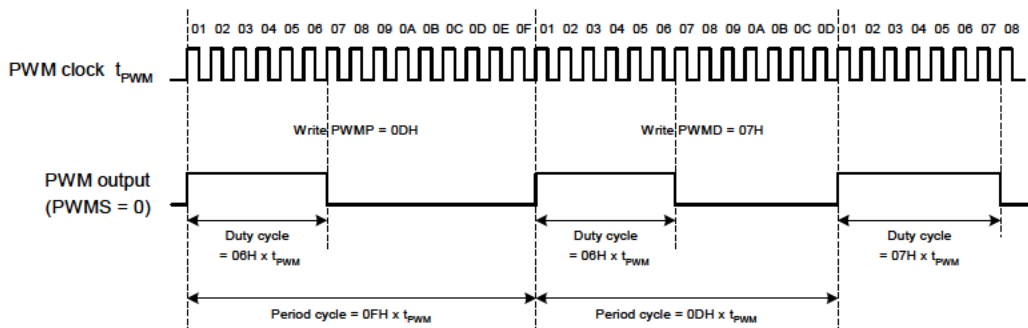 01 02 03 04 05 06 07 08 09 0A 0B 0C 0D 0E 0F 01 02 03 04 05 06 07 08 09 0A 0B 0C 0D 01 02 03 04 05 06 07 08
PWM clock tPWM
Write PWMP = 0DH Write PWMD = 07H
PWM output
(PWMS = 0)
Duty cycle Duty cycle Duty cycle
= 06H x tPWM = 06H x tPWM = 07H x tPWM
Period cycle = 0FH x tPWM Period cycle = 0DH x tPWM